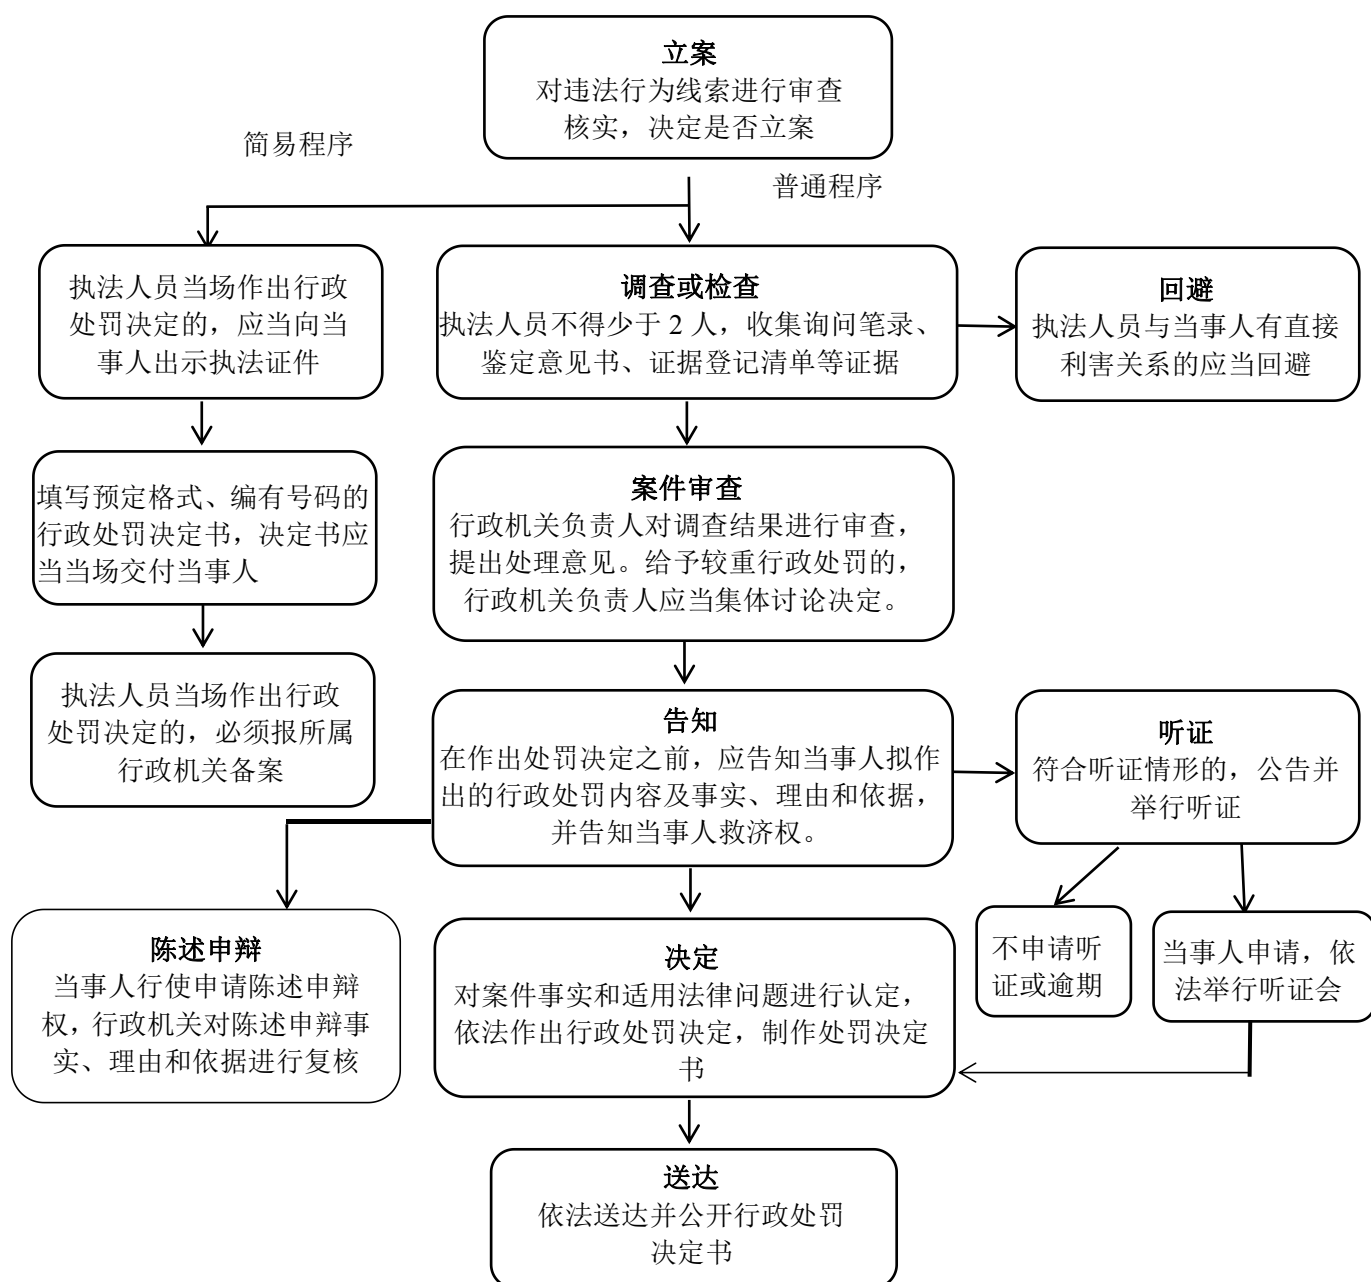 立案
对违法行为线索进行审查
核实，决定是否立案
简易程序
普通程序
执法人员当场作出行政
处罚决定的，应当向当
事人出示执法证件
调查或检查
执法人员不得少于 2 人，收集询问笔录、
鉴定意见书、证据登记清单等证据
回避
执法人员与当事人有直接
利害关系的应当回避
填写预定格式、编有号码的
行政处罚决定书，决定书应
当当场交付当事人
案件审查
行政机关负责人对调查结果进行审查，
提出处理意见。给予较重行政处罚的，
行政机关负责人应当集体讨论决定。
执法人员当场作出行政
处罚决定的，必须报所属
行政机关备案
告知
在作出处罚决定之前，应告知当事人拟作
出的行政处罚内容及事实、理由和依据，
并告知当事人救济权。
听证
符合听证情形的，公告并
举行听证
陈述申辩
当事人行使申请陈述申辩
权，行政机关对陈述申辩事
实、理由和依据进行复核
决定
对案件事实和适用法律问题进行认定，
依法作出行政处罚决定，制作处罚决定
书
不申请听
证或逾期
当事人申请，依
法举行听证会
送达
依法送达并公开行政处罚
决定书